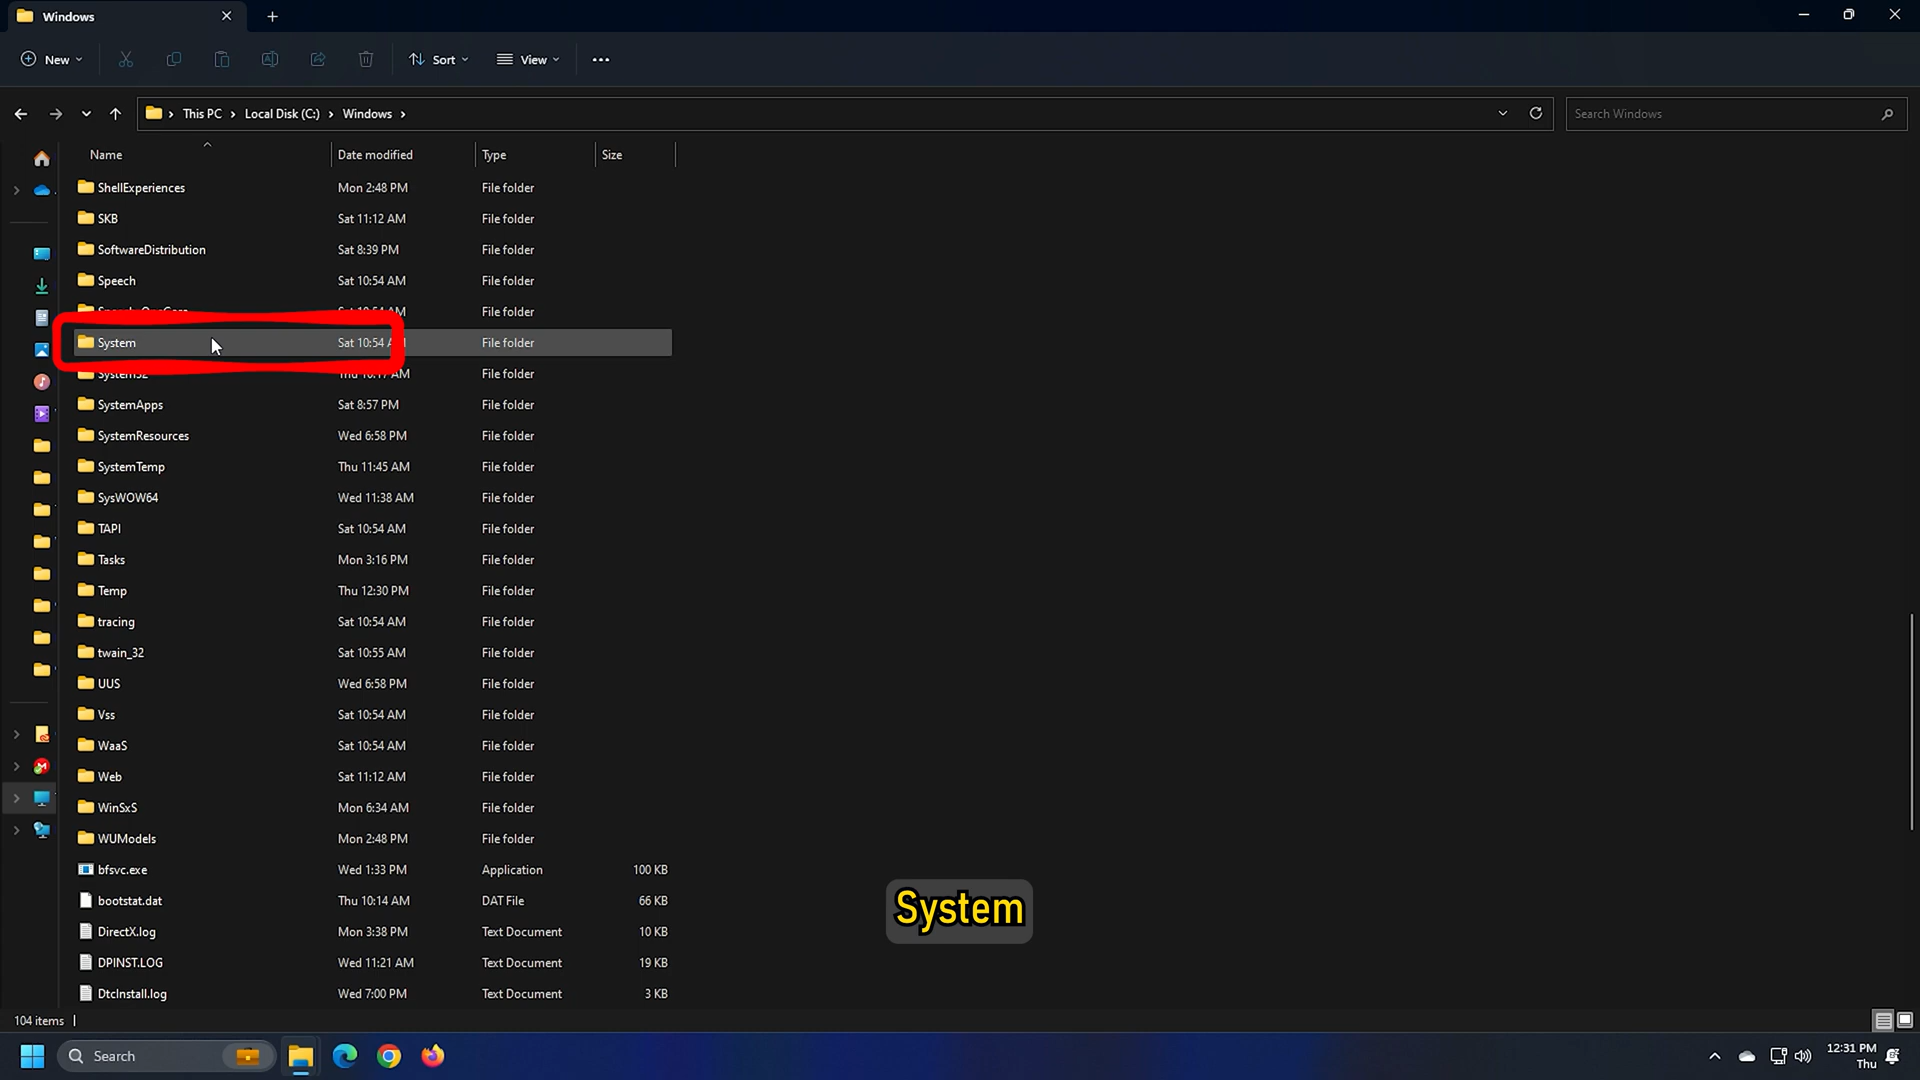 Windows
New
Sort
View
This PC
Local Disk (C:)
Windows
Search Windows
Name Date modified Type Size
ShellExperiences Mon 2:48 PM File folder
SKB Sat 11:12 AM File folder
SoftwareDistribution Sat 8:39 PM File folder
Speech Sat 10:54 AM File folder
File folder
System Sat 10:54 File folder
System32 Thu 10:17 AM File folder
SystemApps Sat 8:57 PM File folder
SystemResources Wed 6:58 PM File folder
SystemTemp Thu 11:45 AM File folder
SysWOW64 Wed 11:38 AM File folder
TAPI Sat 10:54 AM File folder
Tasks Mon 3:16 PM File folder
Temp Thu 12:30 PM File folder
tracing Sat 10:54 AM File folder
twain_32 Sat 10:55 AM File folder
UUS Wed 6:58 PM File folder
Vss Sat 10:54 AM File folder
WaaS Sat 10:54 AM File folder
Web Sat 11:12 AM File folder
WinSxS Mon 6:34 AM File folder
WUModels Mon 2:48 PM File folder
bfsvc.exe Wed 1:33 PM Application 100 KB
bootstat.dat Thu 10:14 AM DAT File 66 KB
DirectX.log Mon 3:38 PM Text Document 10 KB
DPINST.LOG Wed 11:21 AM Text Document 19 KB
DtcInstall.log Wed 7:00 PM Text Document 3 KB
System
104 items
Search
12:31 PM
Thu